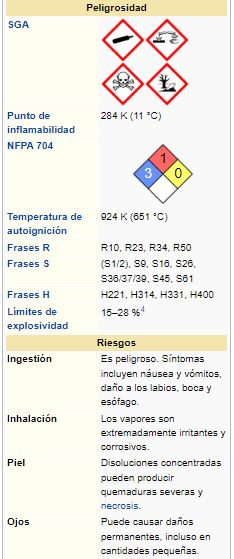 Peligrosidad
SGA
Punto de
inflamabilidad
284 K (11 °C)
NFPA 704
1
3
0
Temperatura de
autoignición
924 K (651 °C)
Frases R
R10, R23, R34, R50
Frases S
(S1/2), S9, S16, S26,
S36/37/39, S45, S61
Frases H
H221, H314, H331, H400
Límites de
explosividad
15–28 %4
Riesgos
Ingestión
Es peligroso. Síntomas
incluyen náusea y vómitos,
daño a los labios, boca y
esófago.
Inhalación
Los vapores son
extremadamente irritantes y
corrosivos.
Piel
Disoluciones concentradas
pueden producir
quemaduras severas y
necrosis.
Ojos
Puede causar daños
permanentes, incluso en
cantidades pequeñas.